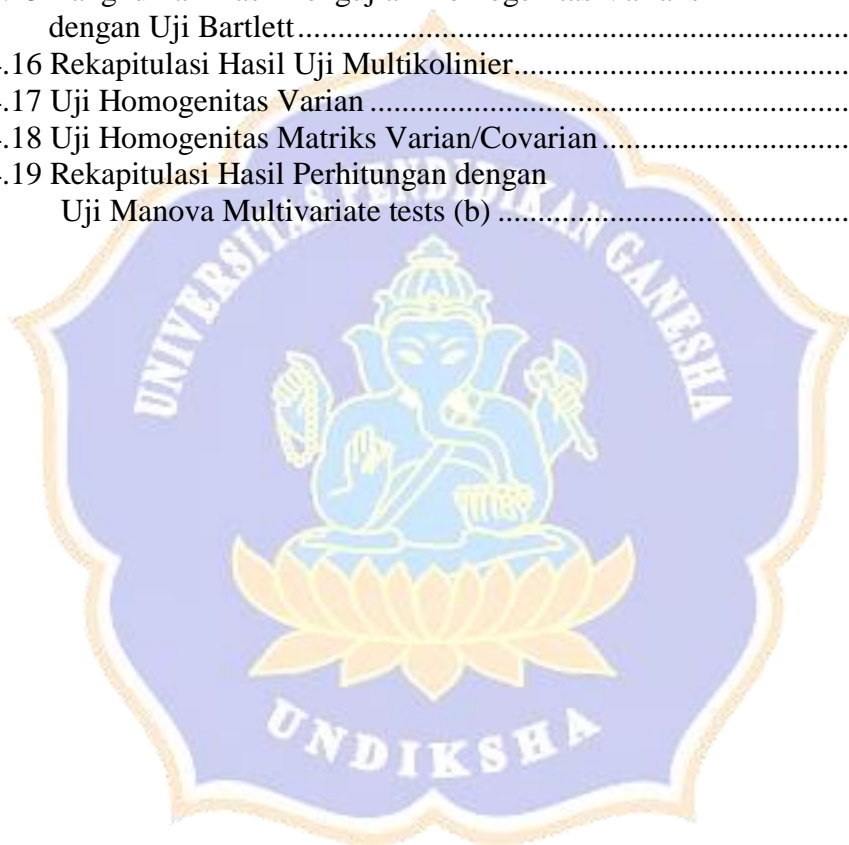 dengan Uji Bartlett................................................................
.16 Rekapitulasi Hasil Uji Multikolinier..........................................
.17 Uji Homogenitas Varian ............................................................
.18 Uji Homogenitas Matriks Varian/Covarian...............................
.19 Rekapitulasi Hasil Perhitungan dengan
Uji Manova Multivariate tests (b) ............................................
UNIVERSITAS PENDIDIKAN GANESHA
UNDIKSHA